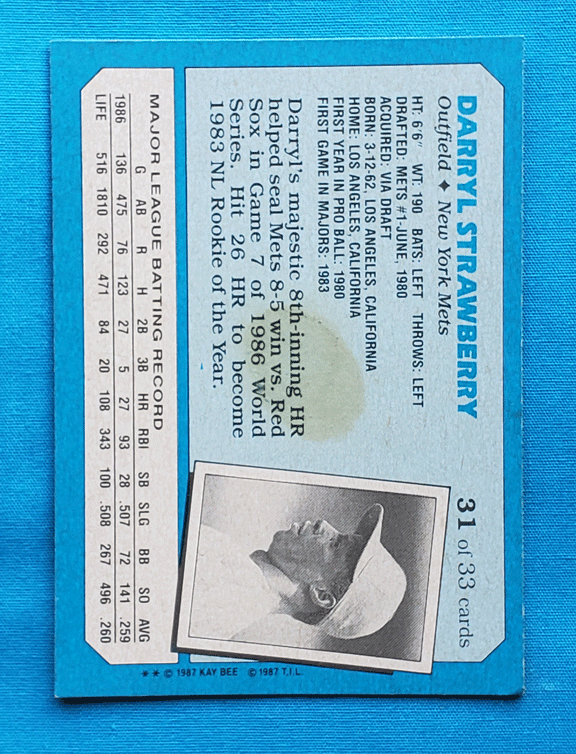 DARRYL STRAWBERRY
31 of 33 cards
Outfield ♦ New York Mets
HT: 6'6" WT: 190 BATS: LEFT THROWS: LEFT
DRAFTED: METS #1-JUNE, 1980
ACQUIRED: VIA DRAFT
BORN: 3-12-62, LOS ANGELES, CALIFORNIA
HOME: LOS ANGELES, CALIFORNIA
FIRST YEAR IN PRO BALL: 1980
FIRST GAME IN MAJORS: 1983
Darryl's majestic 8th-inning HR
helped seal Mets 8-5 win vs. Red
Sox in Game 7 of 1986 World
Series. Hit 26 HR to become
1983 NL Rookie of the Year.
MAJOR LEAGUE BATTING RECORD
G AB R H 2B 3B HR RBI SB SLG BB SO AVG
1986 136 475 76 123 27 5 27 93 28 .507 72 141 .259
LIFE 516 1810 292 471 84 20 108 343 100 .508 267 496 .260
** © 1987 KAY BEE © 1987 T.I.L.